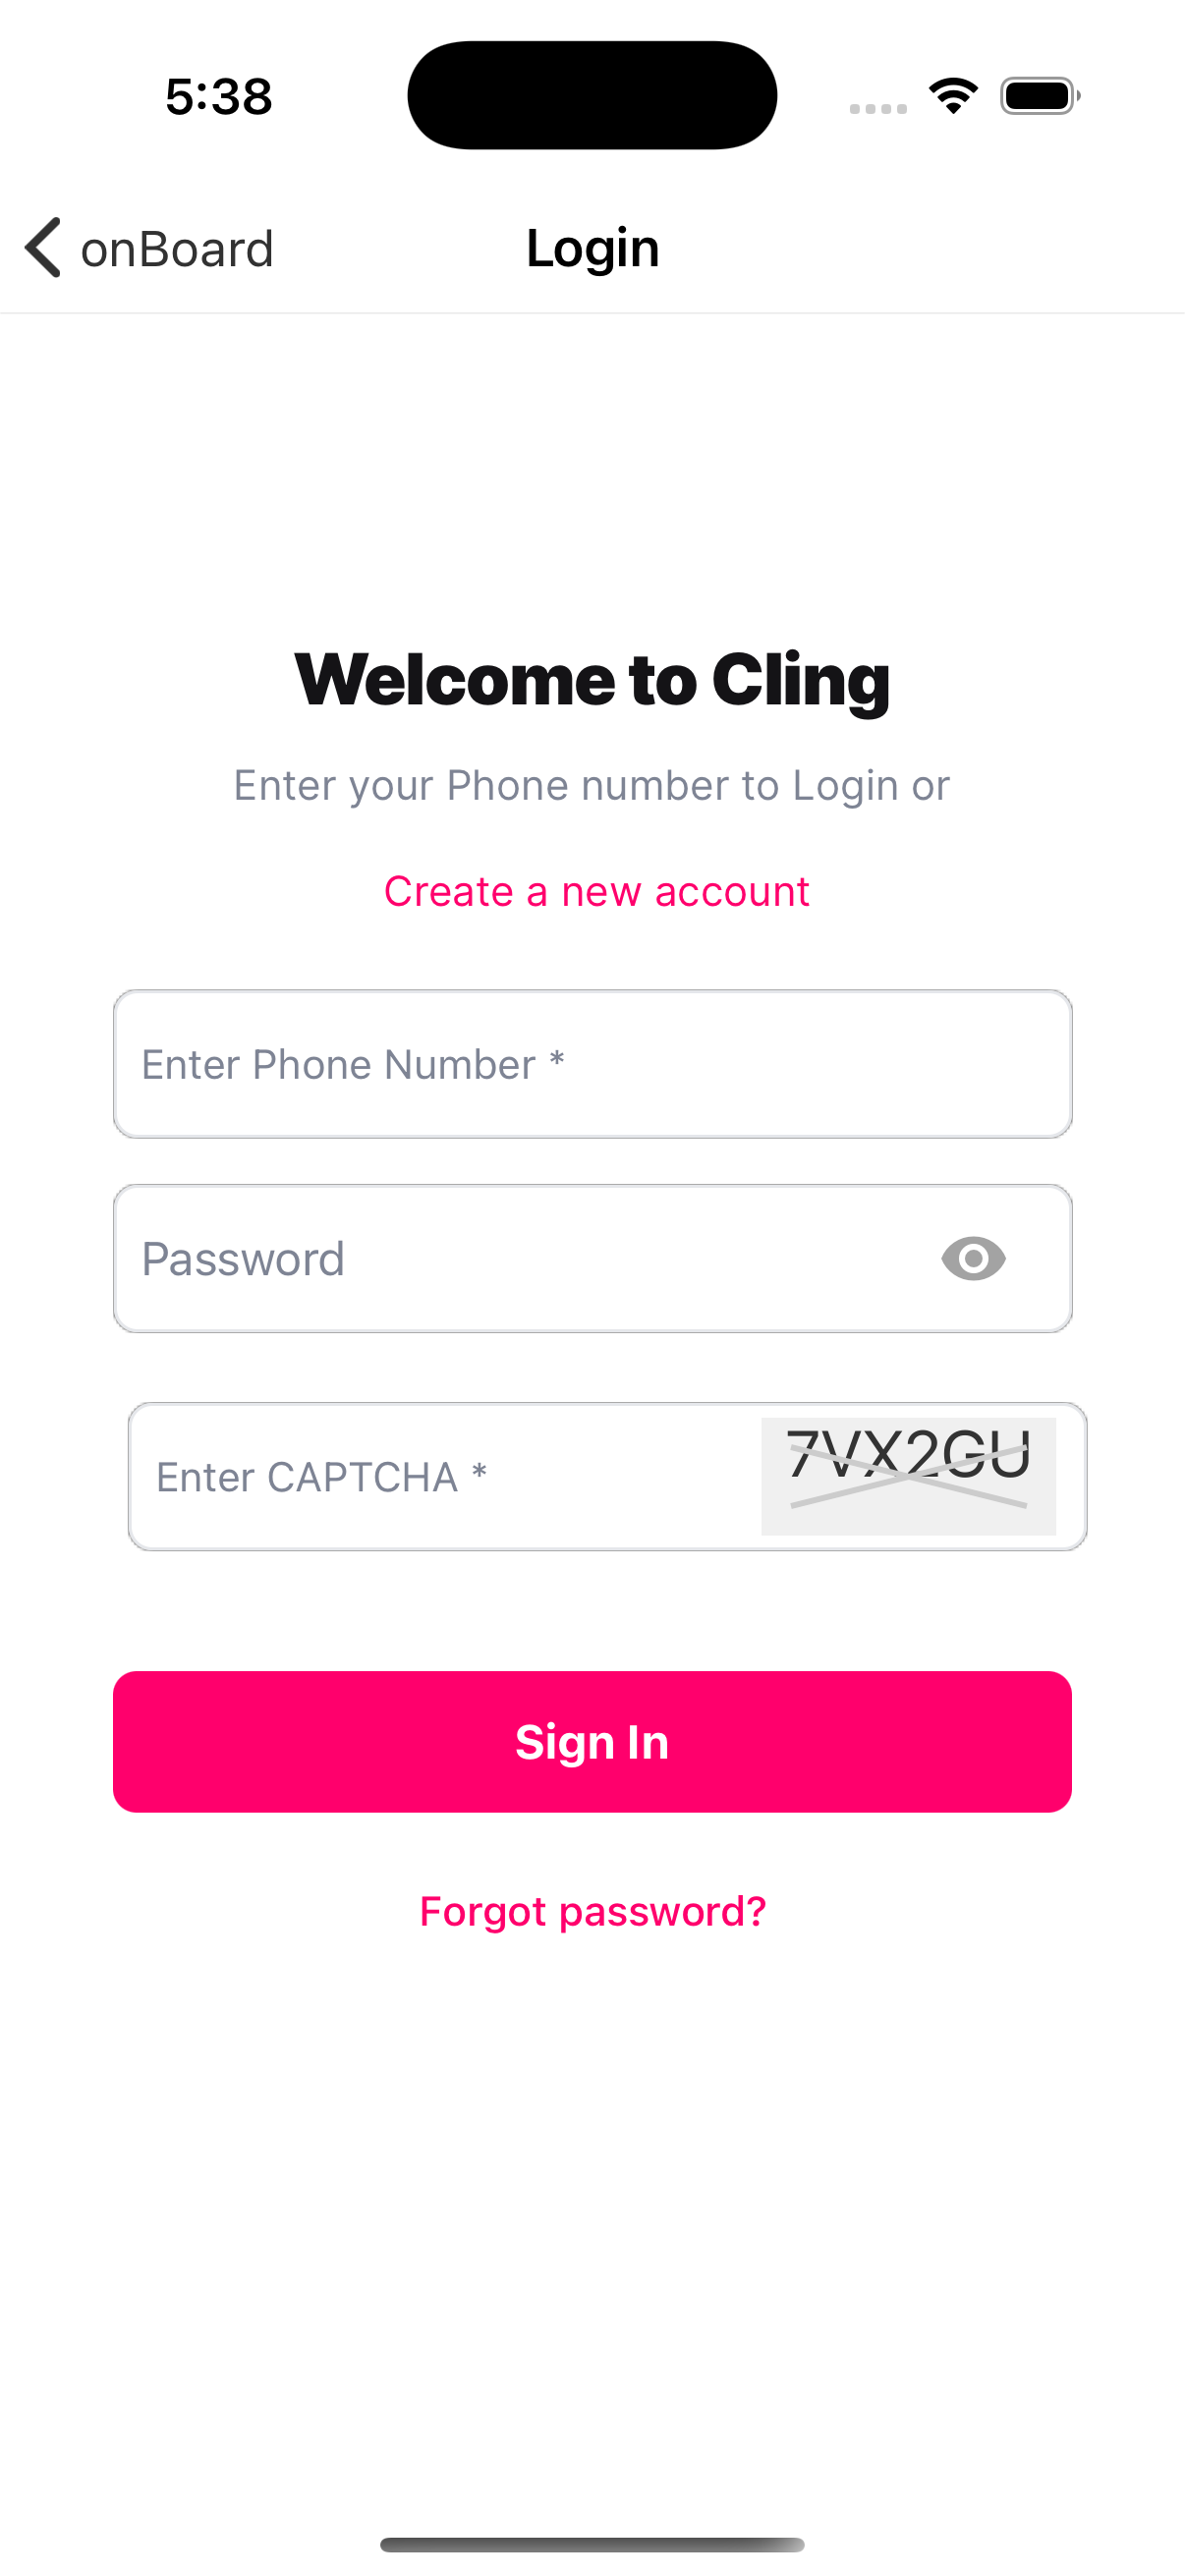 5:38
onBoard
Login
Welcome to Cling
Enter your Phone number to Login or
Create a new account
Enter Phone Number *
Password
Enter CAPTCHA *
7VX2GU
Sign In
Forgot password?